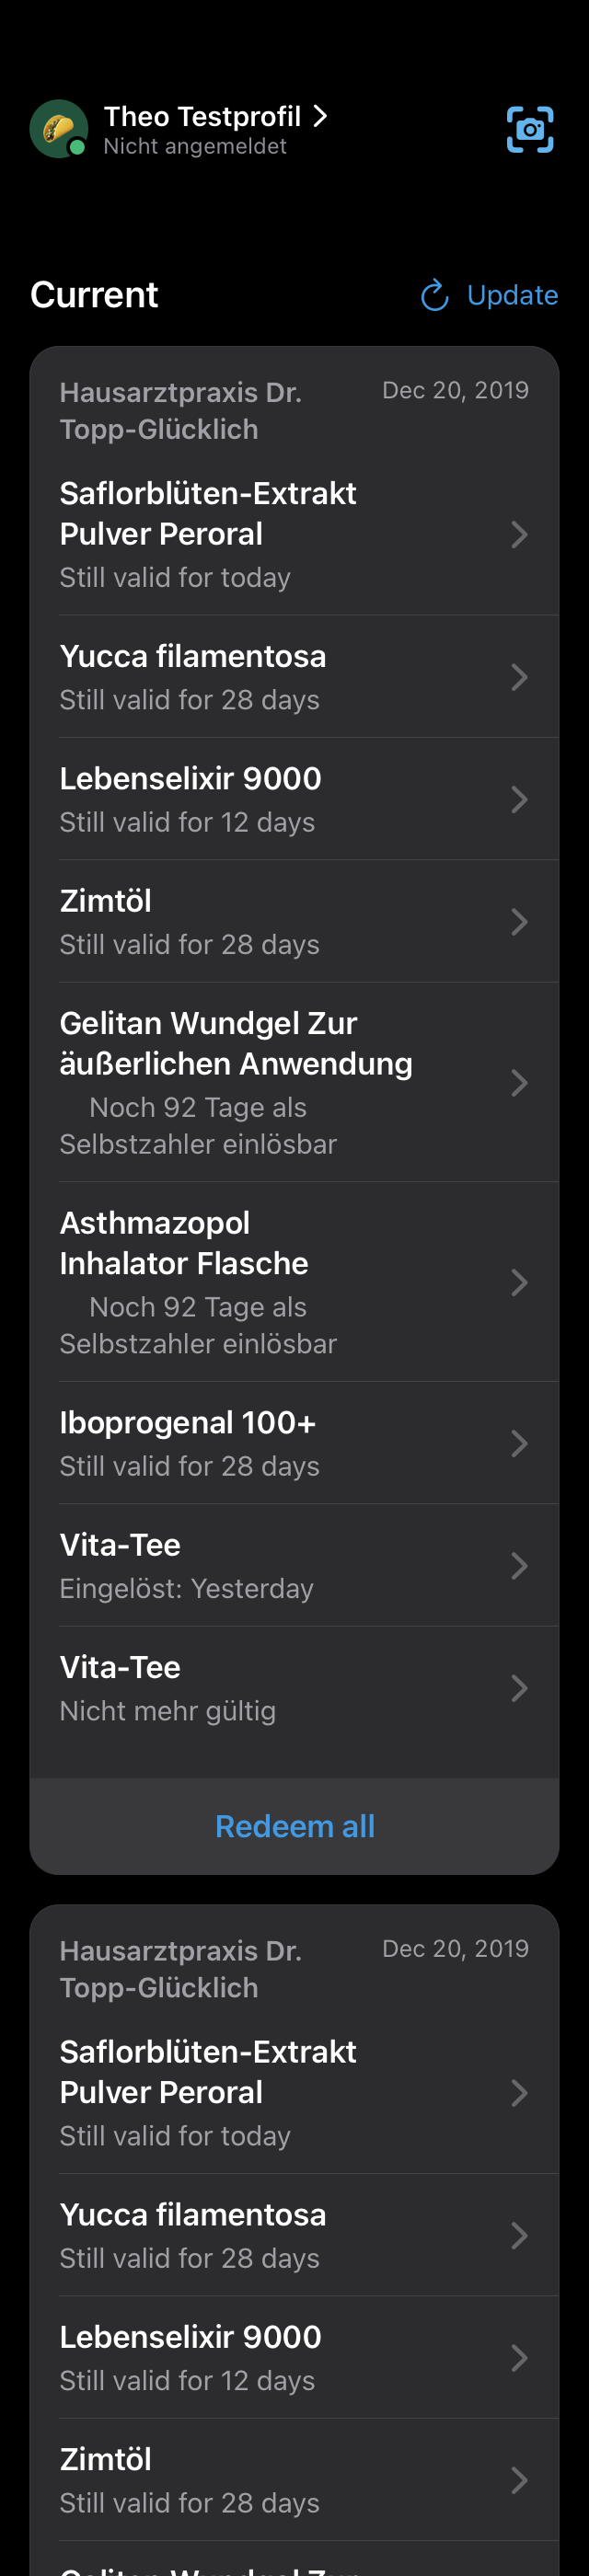 Theo Testprofil
Nicht angemeldet
Current
Update
Hausarztpraxis Dr.
Topp-Glücklich
Dec 20, 2019
Saflorblüten-Extrakt
Pulver Peroral
Still valid for today
Yucca filamentosa
Still valid for 28 days
Lebenselixir 9000
Still valid for 12 days
Zimtöl
Still valid for 28 days
Gelitan Wundgel Zur
äußerlichen Anwendung
Noch 92 Tage als
Selbstzahler einlösbar
Asthmazopol
Inhalator Flasche
Noch 92 Tage als
Selbstzahler einlösbar
Iboprogenal 100+
Still valid for 28 days
Vita-Tee
Eingelöst: Yesterday
Vita-Tee
Nicht mehr gültig
Redeem all
Hausarztpraxis Dr.
Topp-Glücklich
Dec 20, 2019
Saflorblüten-Extrakt
Pulver Peroral
Still valid for today
Yucca filamentosa
Still valid for 28 days
Lebenselixir 9000
Still valid for 12 days
Zimtöl
Still valid for 28 days